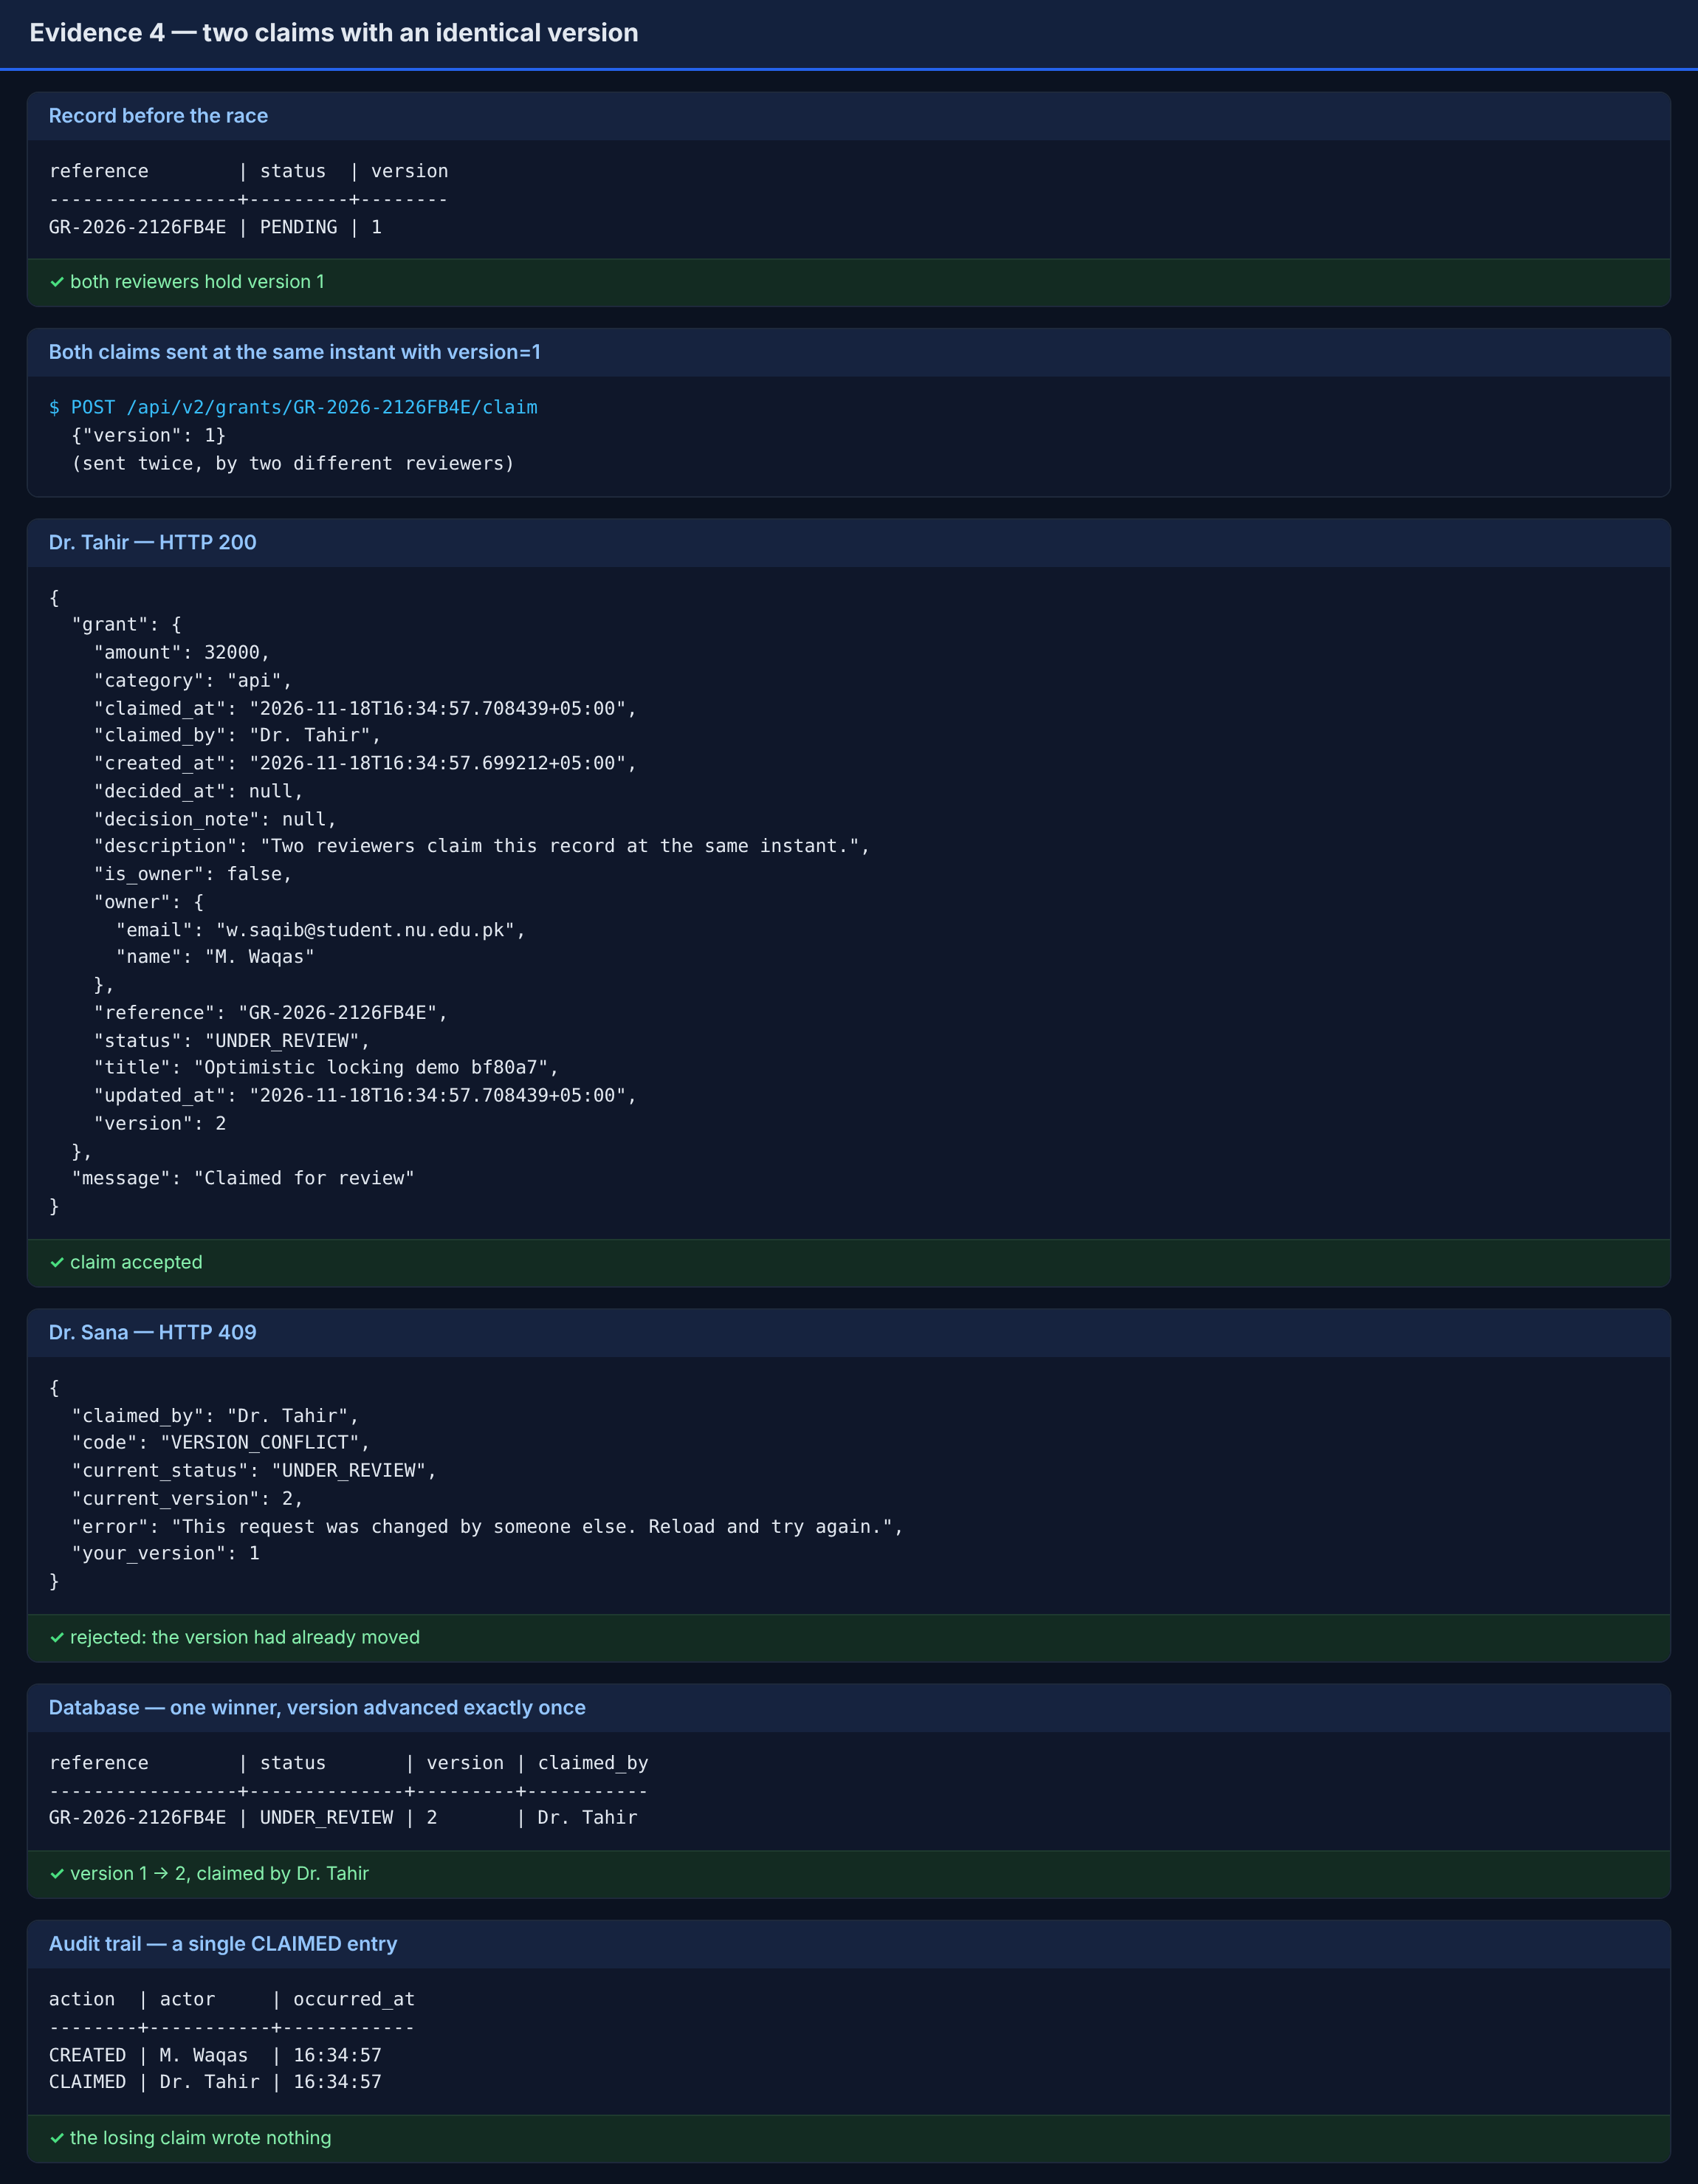 Evidence 4 — two claims with an identical version
Record before the race
reference        | status  | version
-----------------+---------+--------
GR-2026-2126FB4E | PENDING | 1
✓ both reviewers hold version 1
Both claims sent at the same instant with version=1
$ POST /api/v2/grants/GR-2026-2126FB4E/claim
  {"version": 1}
  (sent twice, by two different reviewers)
Dr. Tahir — HTTP 200
{
  "grant": {
    "amount": 32000,
    "category": "api",
    "claimed_at": "2026-11-18T16:34:57.708439+05:00",
    "claimed_by": "Dr. Tahir",
    "created_at": "2026-11-18T16:34:57.699212+05:00",
    "decided_at": null,
    "decision_note": null,
    "description": "Two reviewers claim this record at the same instant.",
    "is_owner": false,
    "owner": {
      "email": "w.saqib@student.nu.edu.pk",
      "name": "M. Waqas"
    },
    "reference": "GR-2026-2126FB4E",
    "status": "UNDER_REVIEW",
    "title": "Optimistic locking demo bf80a7",
    "updated_at": "2026-11-18T16:34:57.708439+05:00",
    "version": 2
  },
  "message": "Claimed for review"
}
✓ claim accepted
Dr. Sana — HTTP 409
{
  "claimed_by": "Dr. Tahir",
  "code": "VERSION_CONFLICT",
  "current_status": "UNDER_REVIEW",
  "current_version": 2,
  "error": "This request was changed by someone else. Reload and try again.",
  "your_version": 1
}
✓ rejected: the version had already moved
Database — one winner, version advanced exactly once
reference        | status       | version | claimed_by
-----------------+--------------+---------+-----------
GR-2026-2126FB4E | UNDER_REVIEW | 2       | Dr. Tahir
✓ version 1 → 2, claimed by Dr. Tahir
Audit trail — a single CLAIMED entry
action  | actor     | occurred_at
--------+-----------+------------
CREATED | M. Waqas  | 16:34:57
CLAIMED | Dr. Tahir | 16:34:57
✓ the losing claim wrote nothing